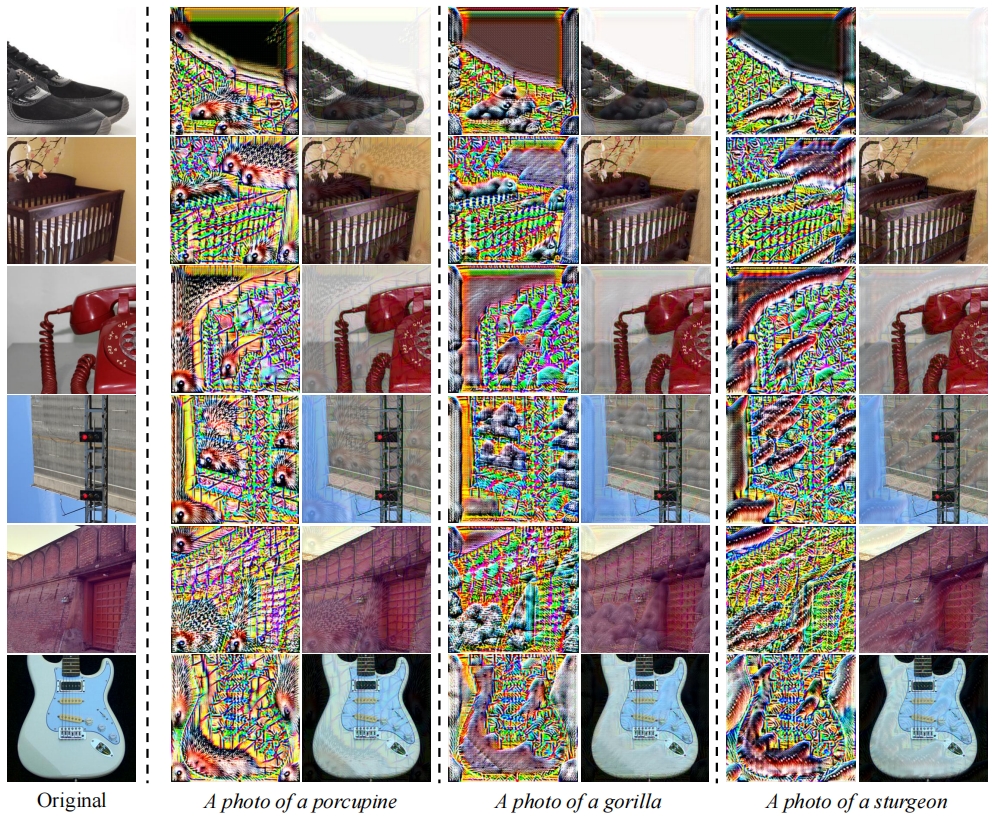 Original
A photo of a porcupine
A photo of a gorilla
A photo of a sturgeon